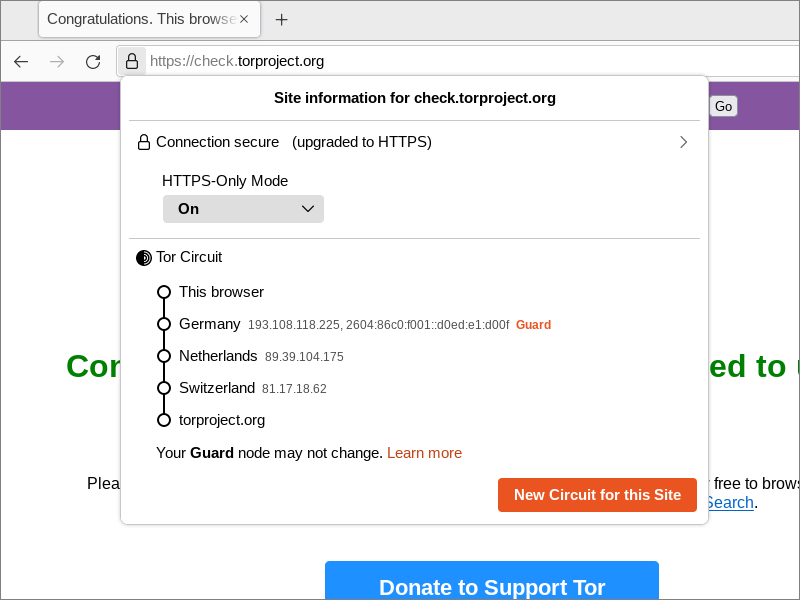 Congratulations. This browse
https://check.torproject.org
Go
Site information for check.torproject.org
Connection secure (upgraded to HTTPS)
HTTPS-Only Mode
On
Tor Circuit
This browser
Germany 193.108.118.225, 2604:86c0:f001::d0ed:e1:d00f Guard
Netherlands 89.39.104.175
Con
ed to u
Switzerland 81.17.18.62
torproject.org
Your Guard node may not change. Learn more
Plea
free to brows
New Circuit for this Site
Search.
Donate to Support Tor